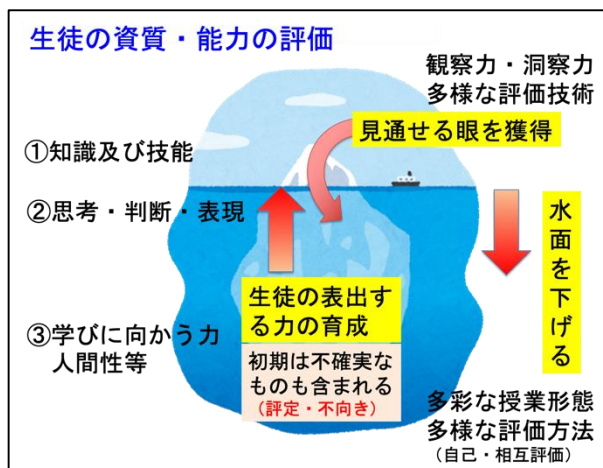 生徒の資質・能力の評価
観察力・洞察力
多様な評価技術
見通せる眼を獲得
①知識及び技能
②思考・判断・表現
水面を下げる
生徒の表出す
る力の育成
③学びに向かう力
人間性等
初期は不確実な
ものも含まれる
(評定・不向き)
多彩な授業形態
多様な評価方法
(自己・相互評価)